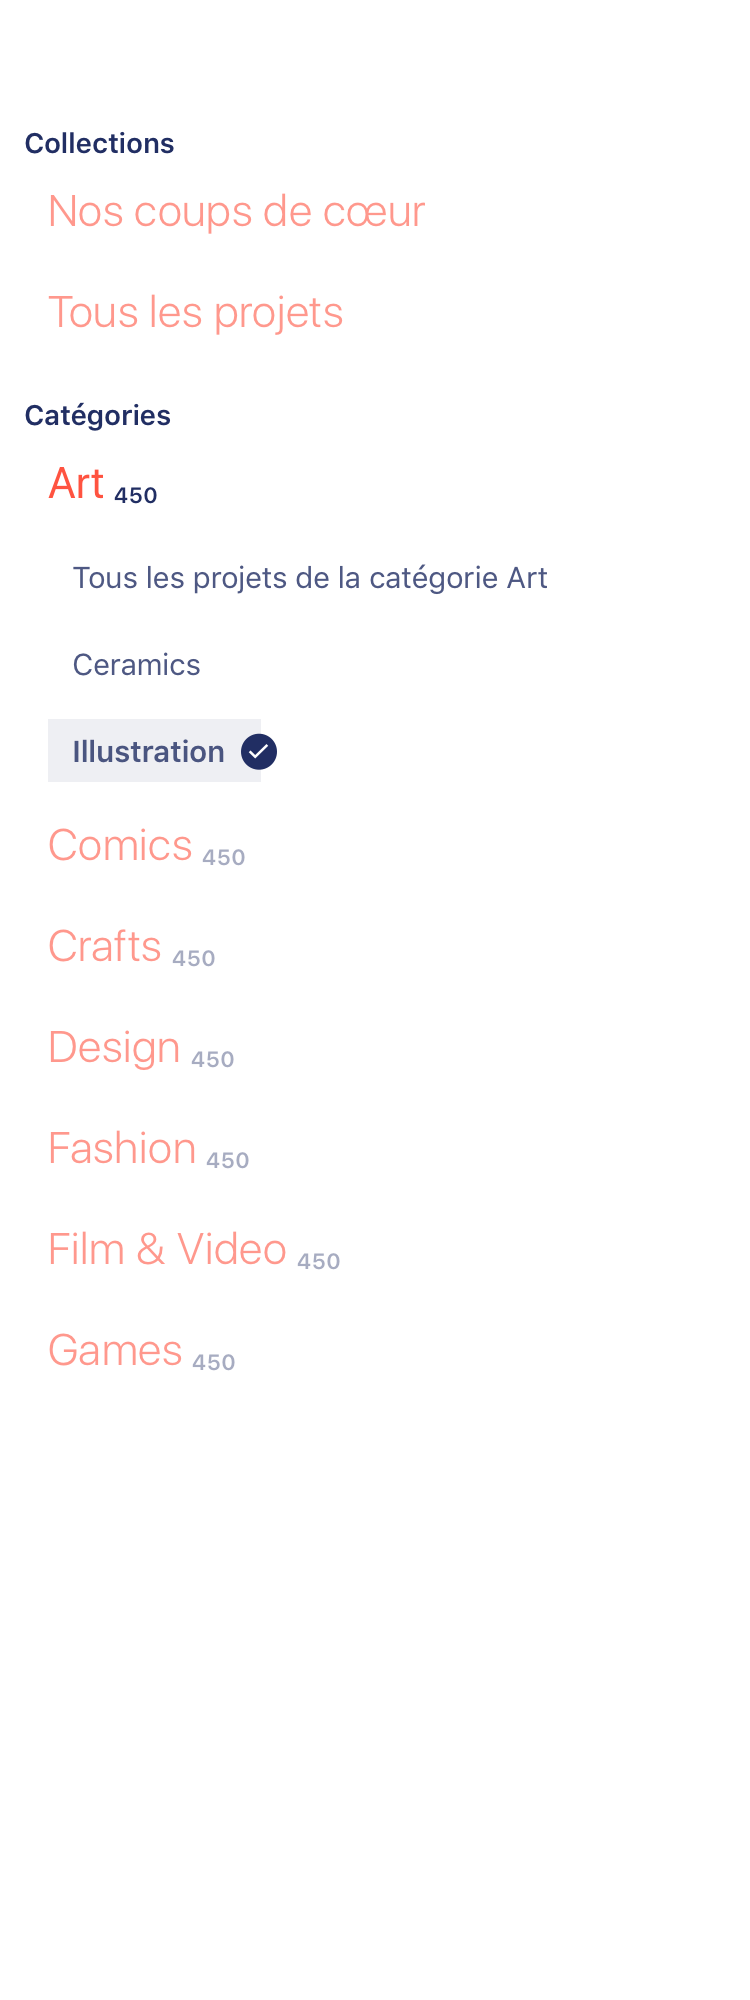 Collections
Nos coups de cœur
Tous les projets
Catégories
Art 450
Tous les projets de la catégorie Art
Ceramics
Illustration
Comics 450
Crafts 450
Design 450
Fashion 450
Film & Video 450
Games 450